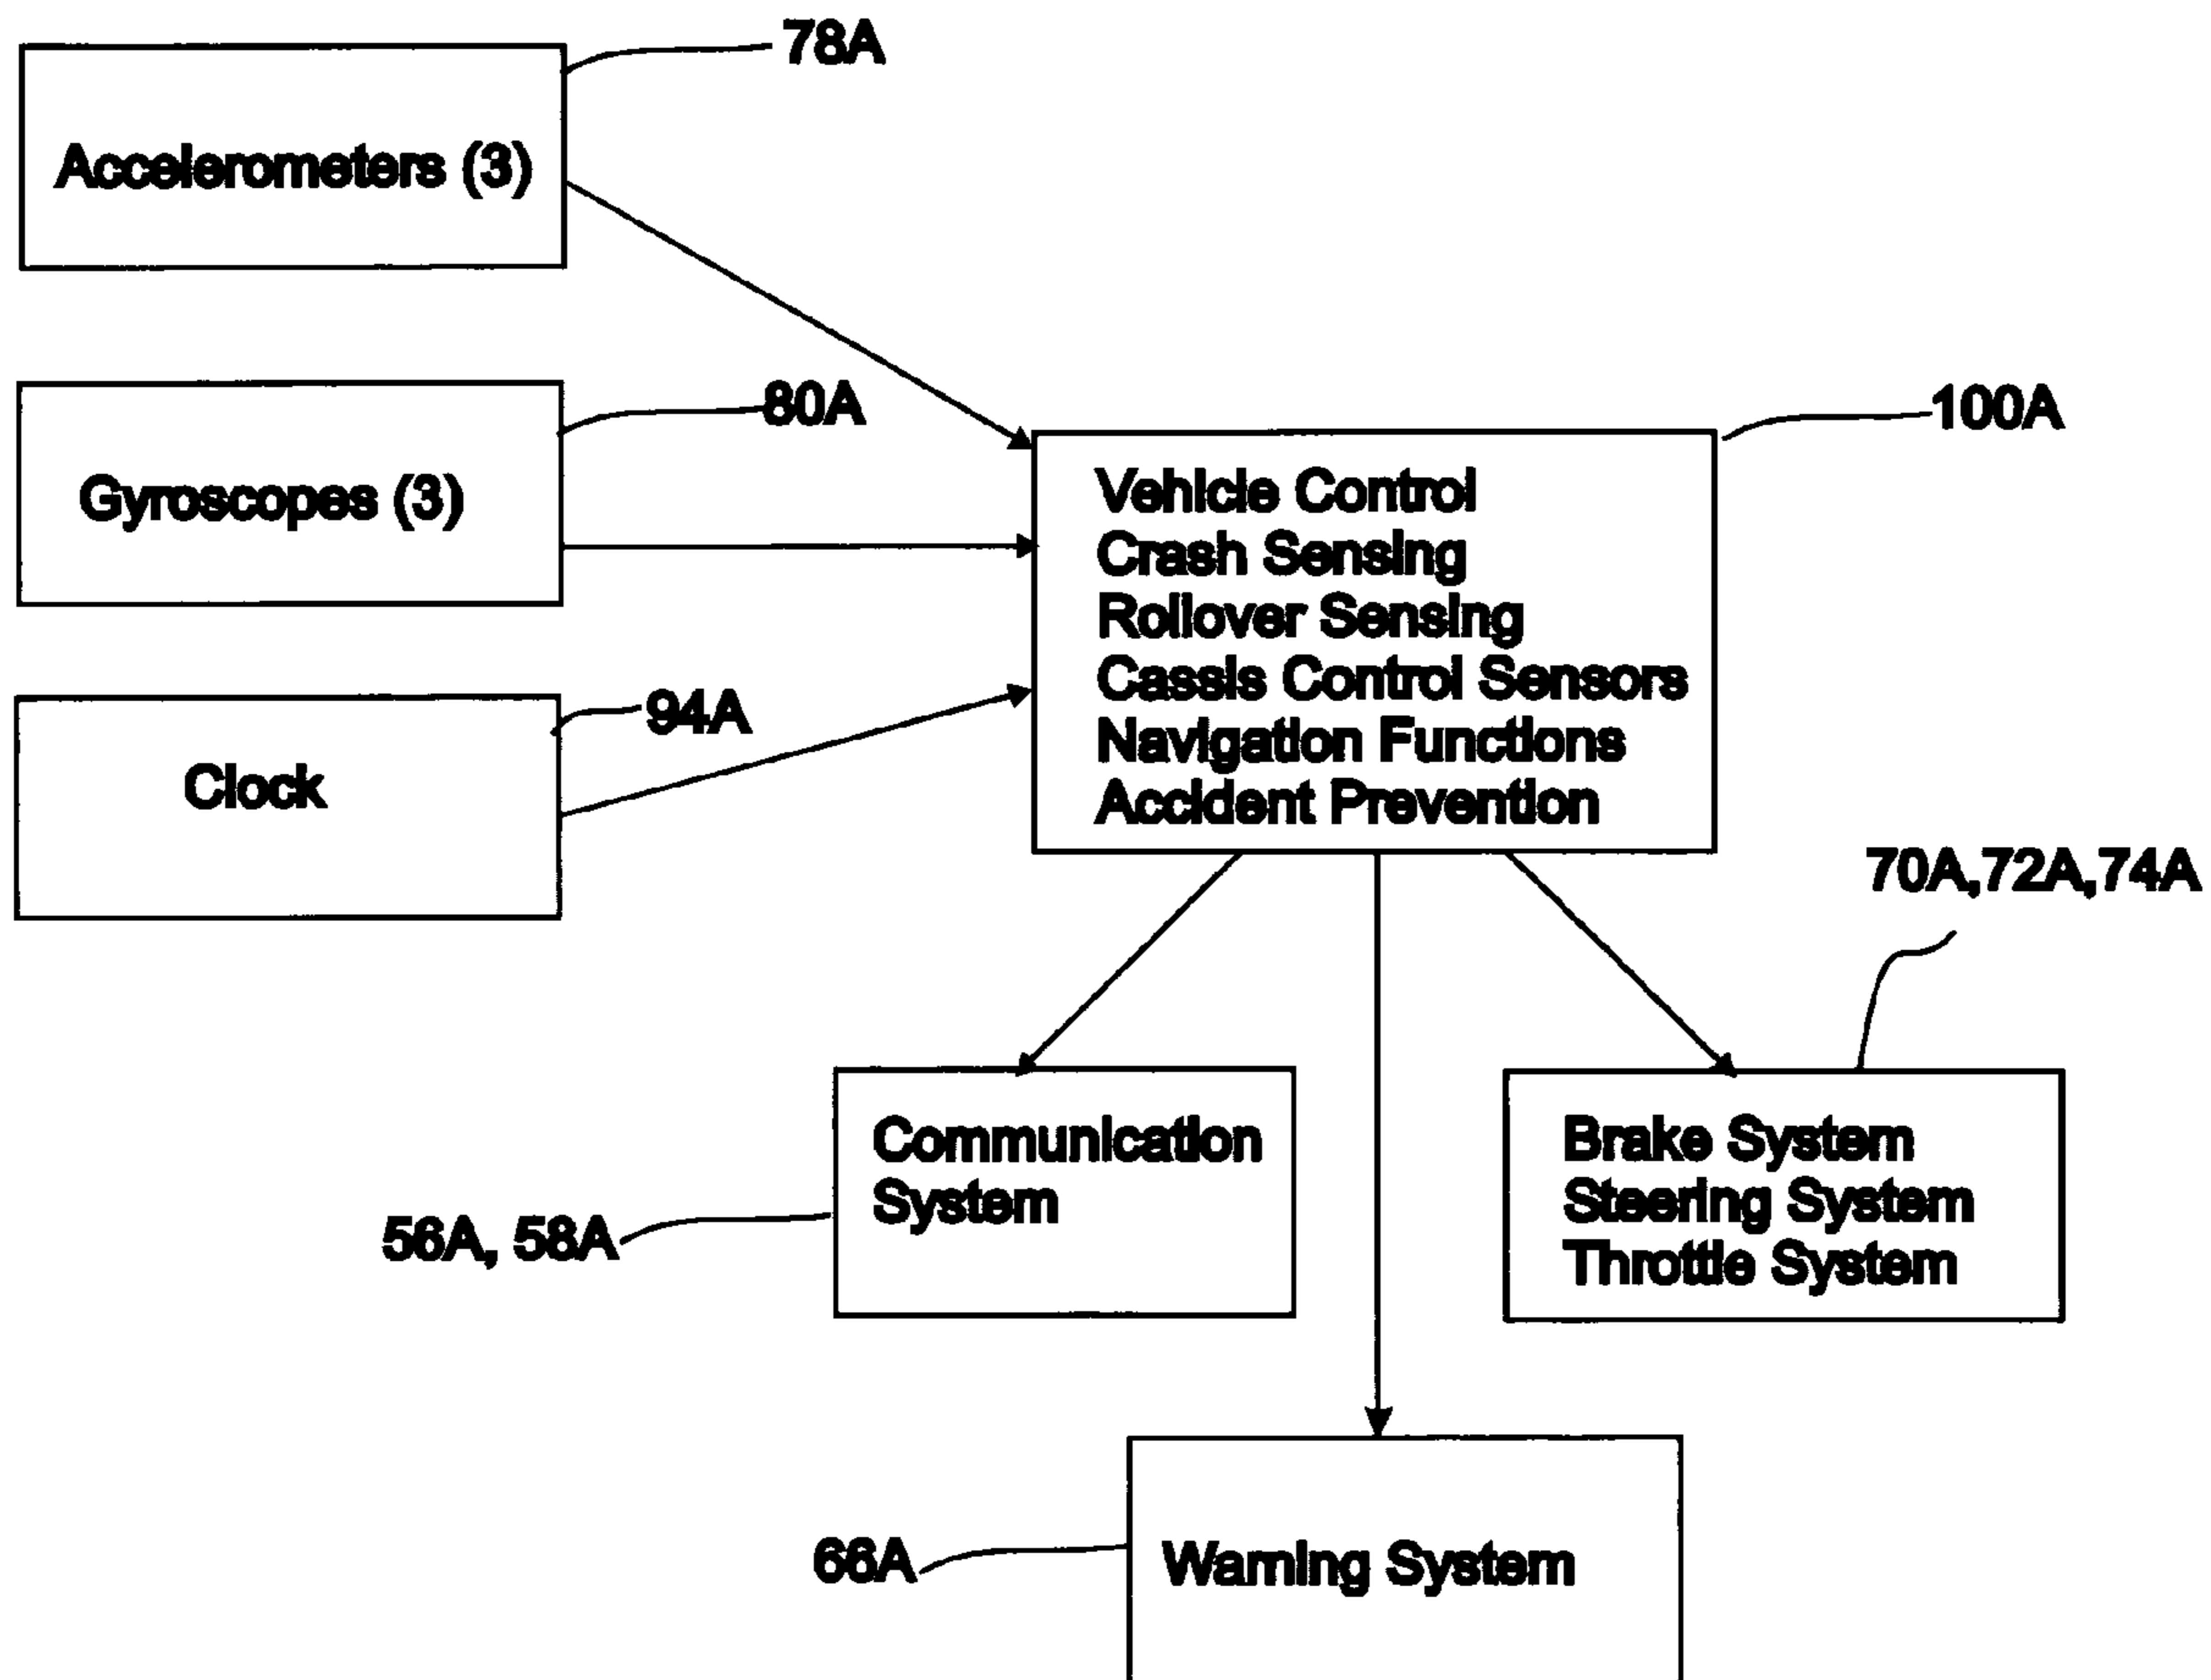 78A
Accelerometers (3)
80A
Gyroscopes (3)
100A
Vehicle Control
Crash Sensing
Rollover Sensing
Cassis Control Sensors
Navigation Functions
Accident Prevention
94A
Clock
70A,72A,74A
Communication
System
56A, 58A
Brake System
Steering System
Throttle System
66A
Warning System